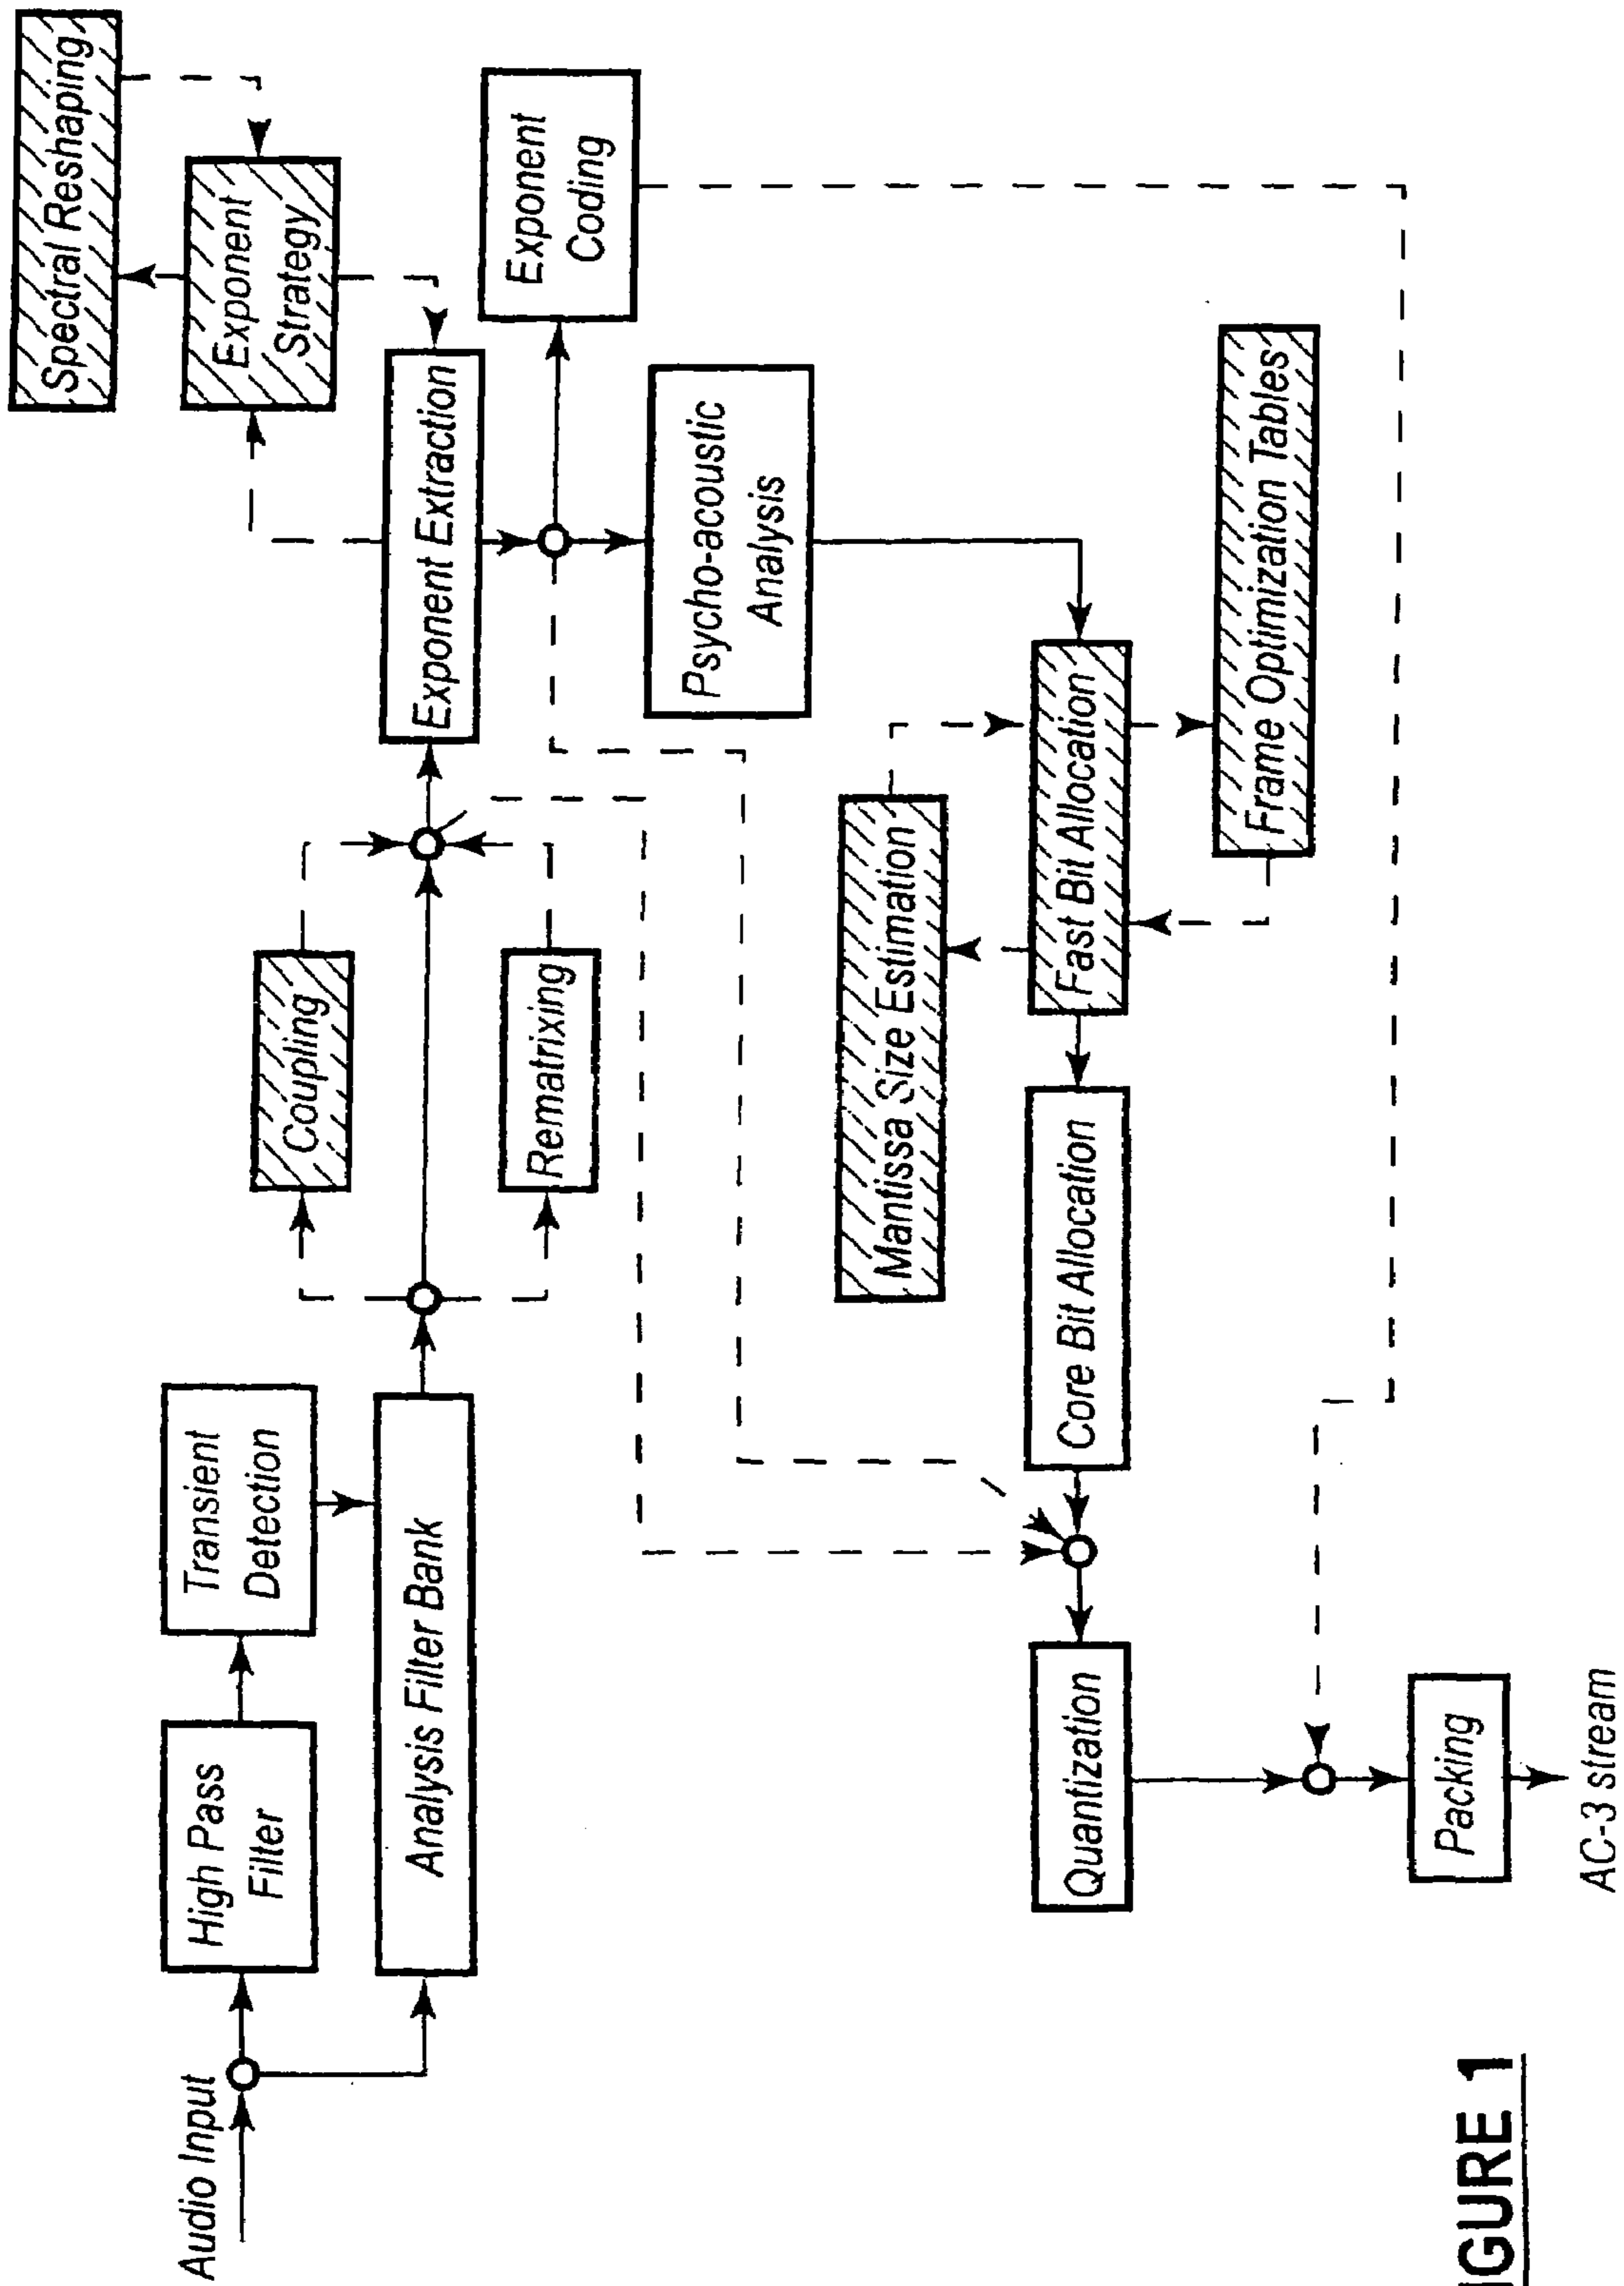 Audio Input
High Pass
Filter
Transient
Detection
Analysis Filter Bank
Coupling
Rematrixing
Spectral Reshaping
Exponent
Strategy
Exponent Extraction
Exponent
Coding
Psycho-acoustic
Analysis
Mantissa Size Estimation
Fast Bit Allocation
Frame Optimization Tables
Core Bit Allocation
Quantization
Packing
AC-3 stream
IGURE 1